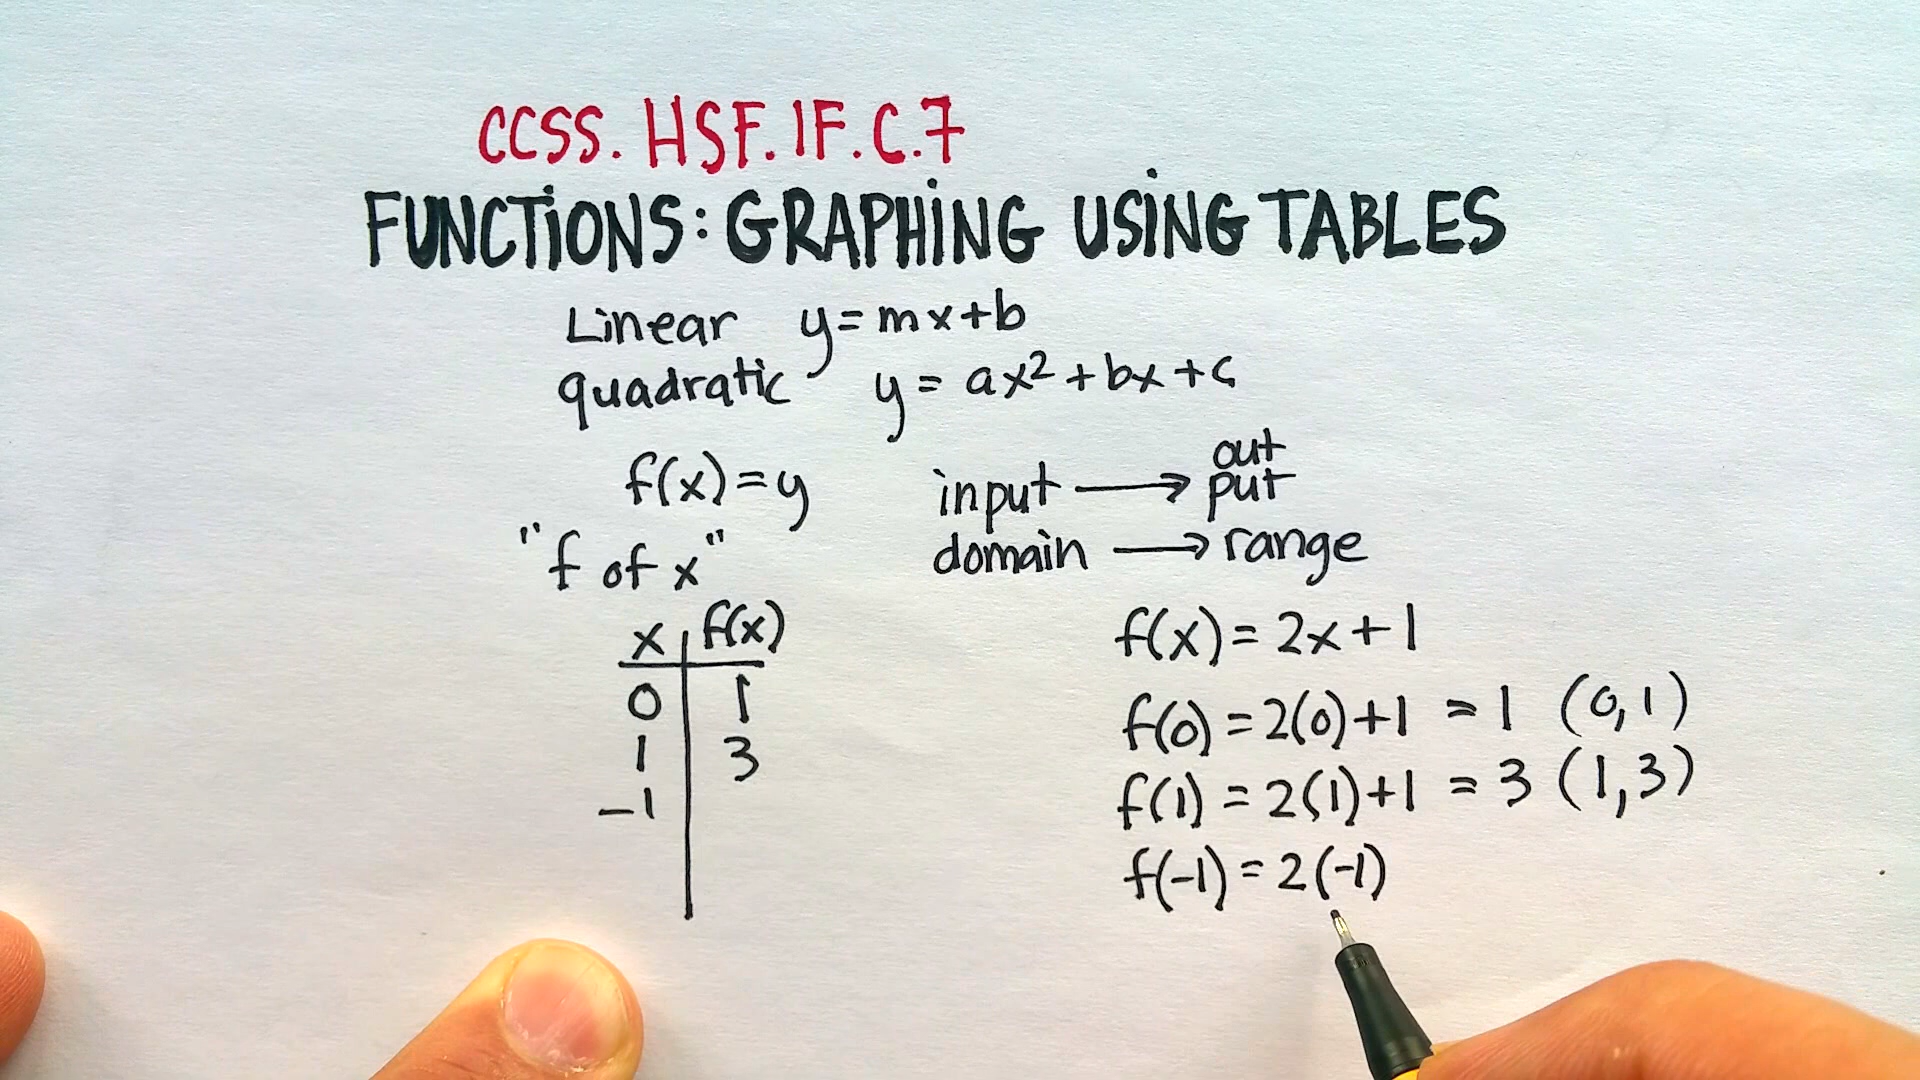 CCSS.HSF.IF.C.7
FUNCTIONS: GRAPHING USING TABLES
Linear y=mx+b
quadratic y = ax²+bx+c
f(x)=y
"f of x"
input → out put
domain → range
x f(x)
0 1
1 3
-1
f(x)= 2x+1
f(0) = 2(0)+1 = 1 (0,1)
f(1) = 2(1)+1 = 3 (1,3)
f(-1) = 2(-1)